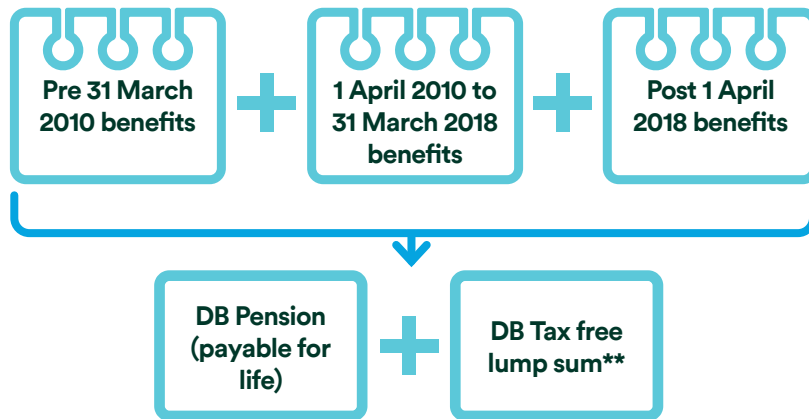 Pre 31 March
2010 benefits
1 April 2010 to
31 March 2018
benefits
Post 1 April
2018 benefits
DB Pension
(payable for
life)
DB Tax free
lump sum**